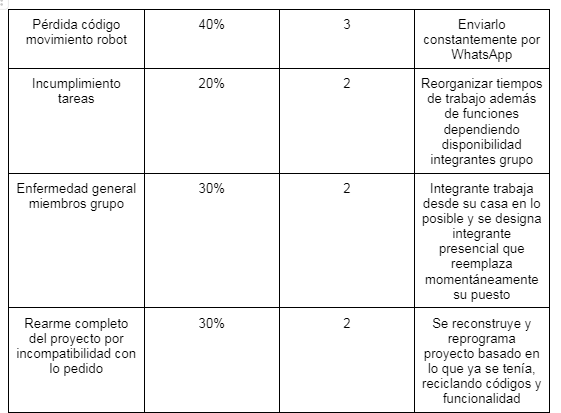 Pérdida código
movimiento robot
40%
3
Enviarlo
constantemente por
WhatsApp
Incumplimiento
tareas
20%
2
Reorganizar tiempos
de trabajo además
de funciones
dependiendo
disponibilidad
integrantes grupo
Enfermedad general
miembros grupo
30%
2
Integrante trabaja
desde su casa en lo
posible y se designa
integrante
presencial que
reemplaza
momentáneamente
su puesto
Rearme completo
del proyecto por
incompatibilidad con
lo pedido
30%
2
Se reconstruye y
reprograma
proyecto basado en
lo que ya se tenía,
reciclando códigos y
funcionalidad